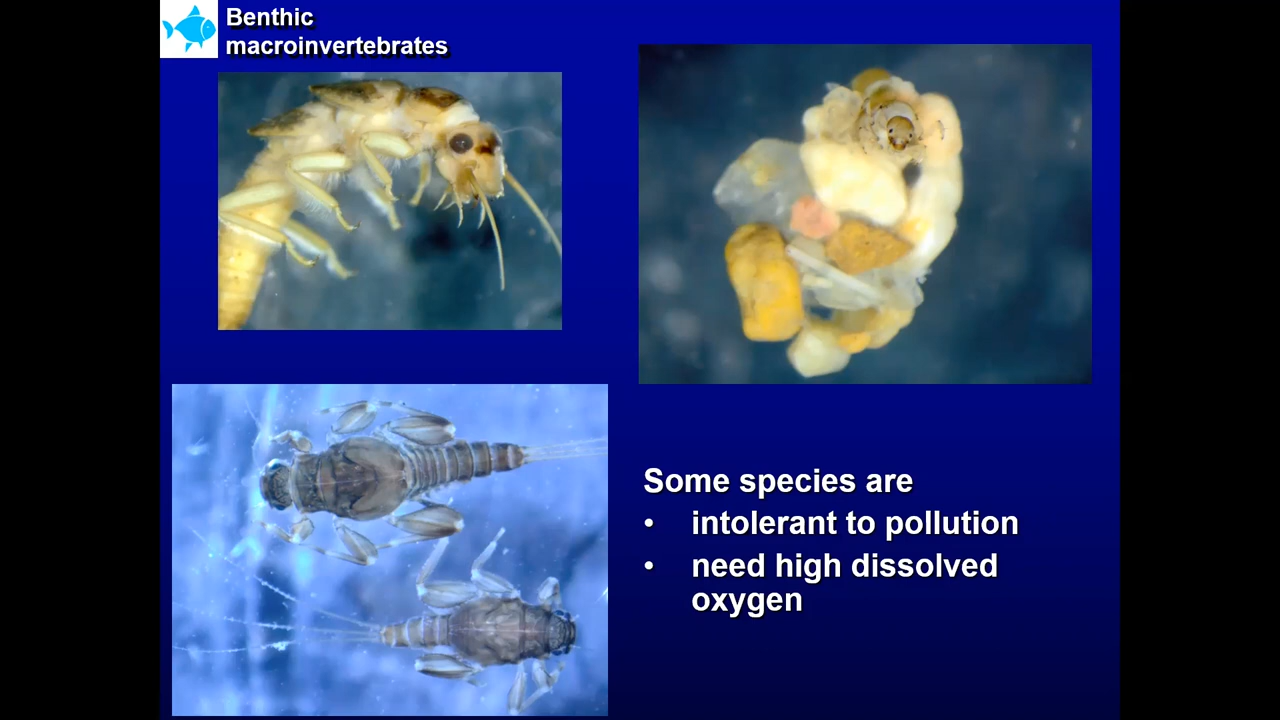 Benthic
macroinvertebrates
Some species are
• intolerant to pollution
• need high dissolved
oxygen